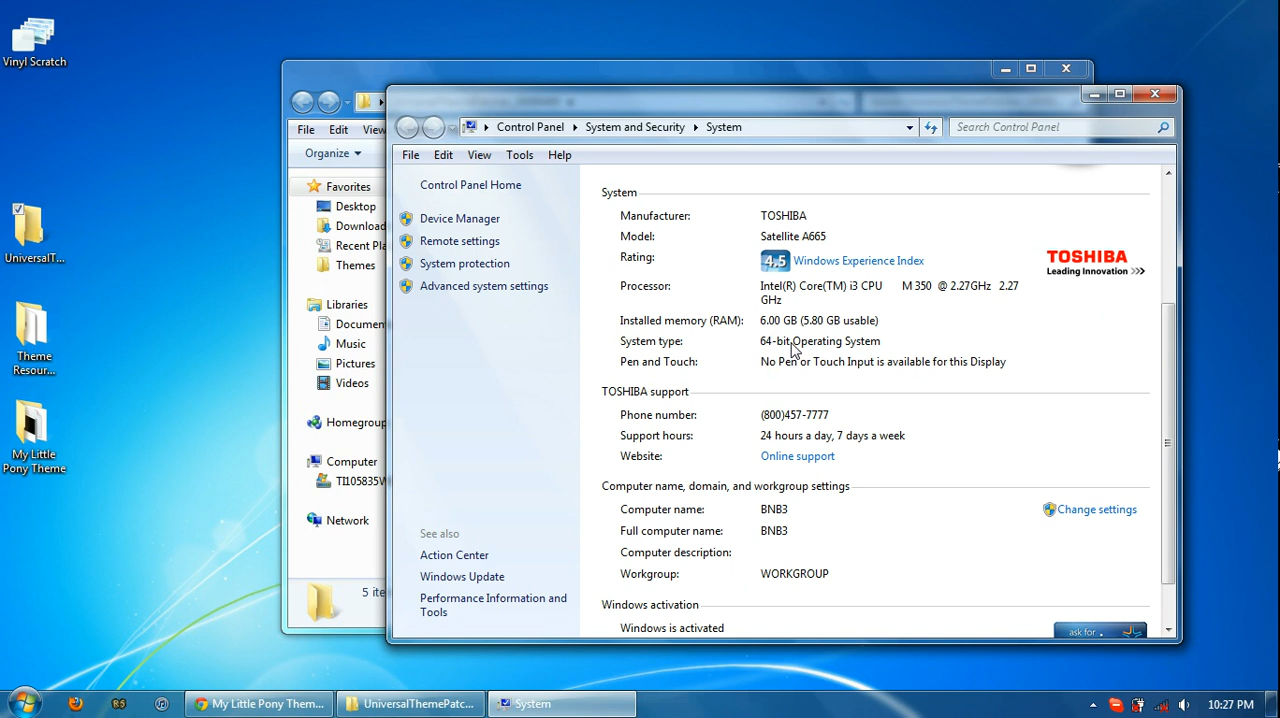 Vinyl Scratch
UniversalT...
Theme
Resour...
My Little
Pony Theme
File Edit View
Organize
Favorites
Desktop
Download
Recent Pla
Themes
Libraries
Documen
Music
Pictures
Videos
Homegroup
Computer
TI105835W
Network
5 ite
Control Panel System and Security System
Search Control Panel
File Edit View Tools Help
Control Panel Home
Device Manager
Remote settings
System protection
Advanced system settings
See also
Action Center
Windows Update
Performance Information and
Tools
System
Manufacturer: TOSHIBA
Model: Satellite A665
Rating: 4.5 Windows Experience Index
Processor: Intel(R) Core(TM) i3 CPU M 350 @ 2.27GHz 2.27
GHz
Installed memory (RAM): 6.00 GB (5.80 GB usable)
System type: 64-bit Operating System
Pen and Touch: No Pen or Touch Input is available for this Display
TOSHIBA
Leading Innovation >>>
TOSHIBA support
Phone number: (800)457-7777
Support hours: 24 hours a day, 7 days a week
Website: Online support
Computer name, domain, and workgroup settings
Computer name: BNB3
Change settings
Full computer name: BNB3
Computer description:
Workgroup: WORKGROUP
Windows activation
Windows is activated
ask for
My Little Pony Them...
UniversalThemePatc...
System
10:27 PM